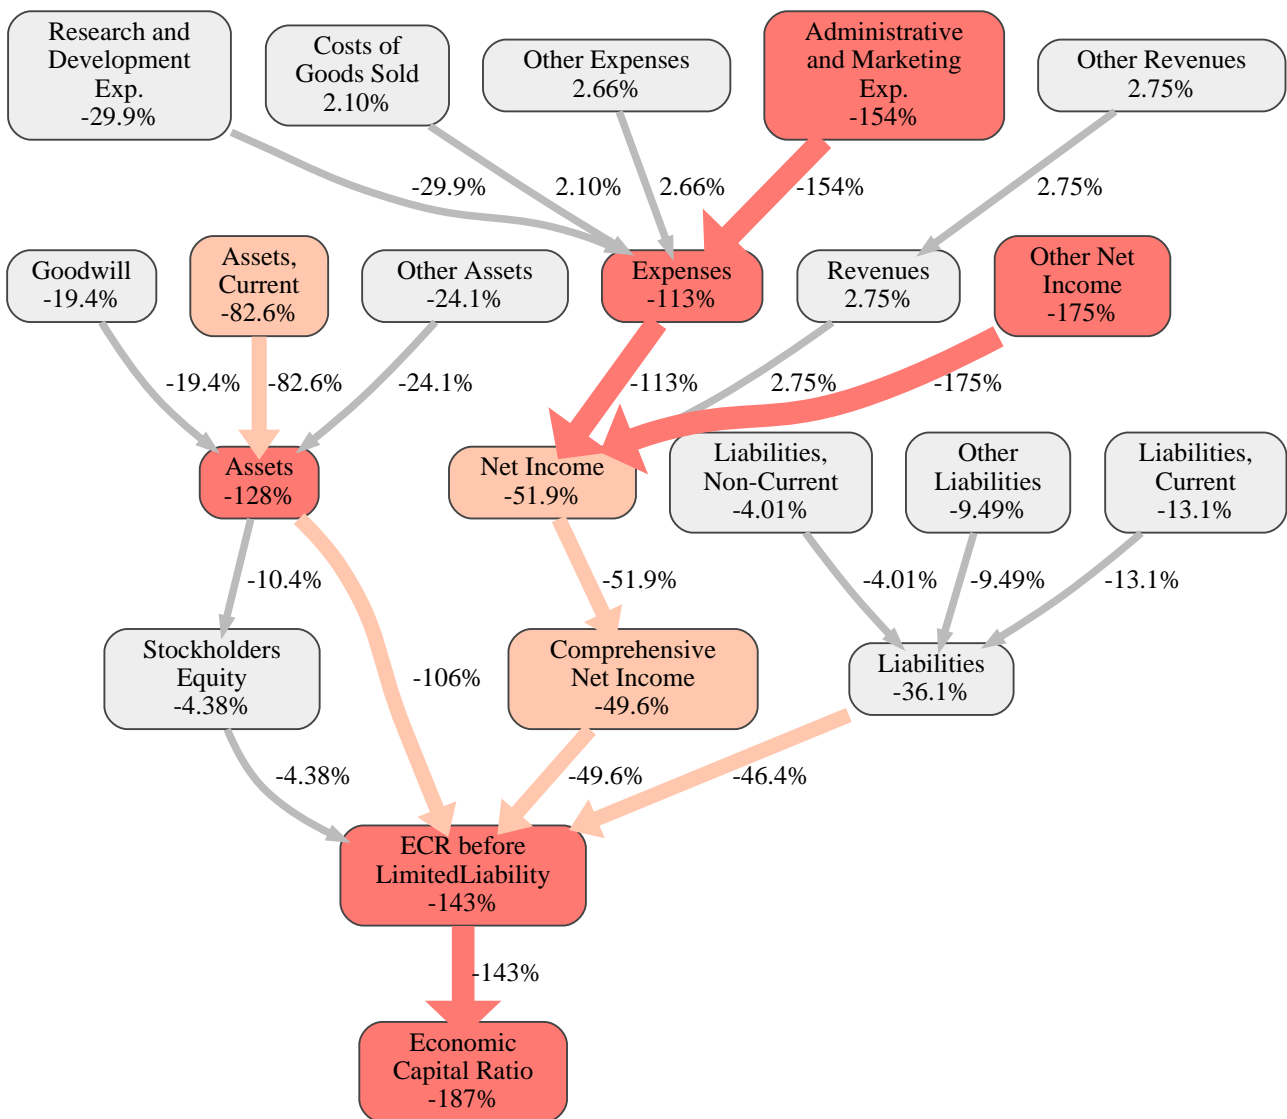 Research and
Development
Exp.
-29.9%
Costs of
Goods Sold
2.10%
Other Expenses
2.66%
Administrative
and Marketing
Exp.
-154%
Other Revenues
2.75%
-29.9%
2.10%
2.66%
-154%
2.75%
Goodwill
-19.4%
Assets,
Current
-82.6%
Other Assets
-24.1%
Expenses
-113%
Revenues
2.75%
Other Net
Income
-175%
-19.4%
-82.6%
-24.1%
-113%
2.75%
-175%
Assets
-128%
Net Income
-51.9%
Liabilities,
Non-Current
-4.01%
Other
Liabilities
-9.49%
Liabilities,
Current
-13.1%
-10.4%
-51.9%
-4.01%
-9.49%
-13.1%
Stockholders
Equity
-4.38%
-106%
Comprehensive
Net Income
-49.6%
Liabilities
-36.1%
-4.38%
-49.6%
-46.4%
ECR before
LimitedLiability
-143%
-143%
Economic
Capital Ratio
-187%